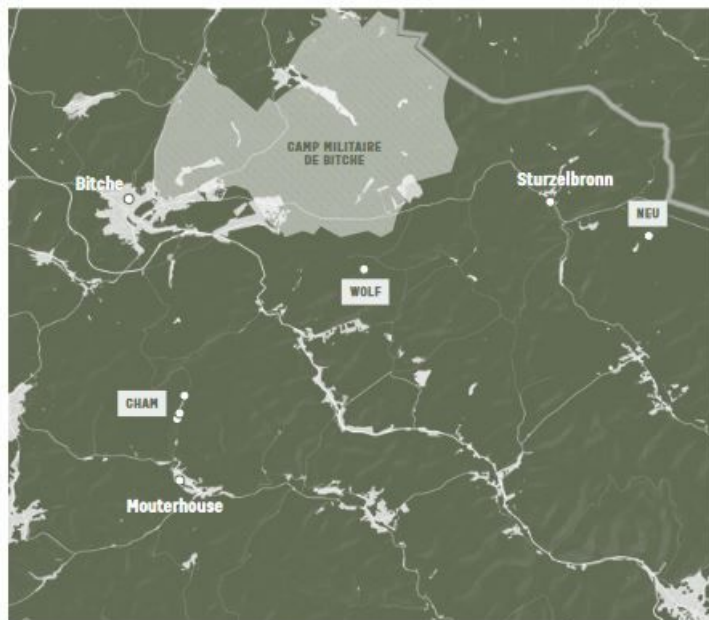 CAMP MILITAIRE
DE BITCHE
Bitche
Sturzelbronn
NEU
WOLF
CHAM
Mouterhouse